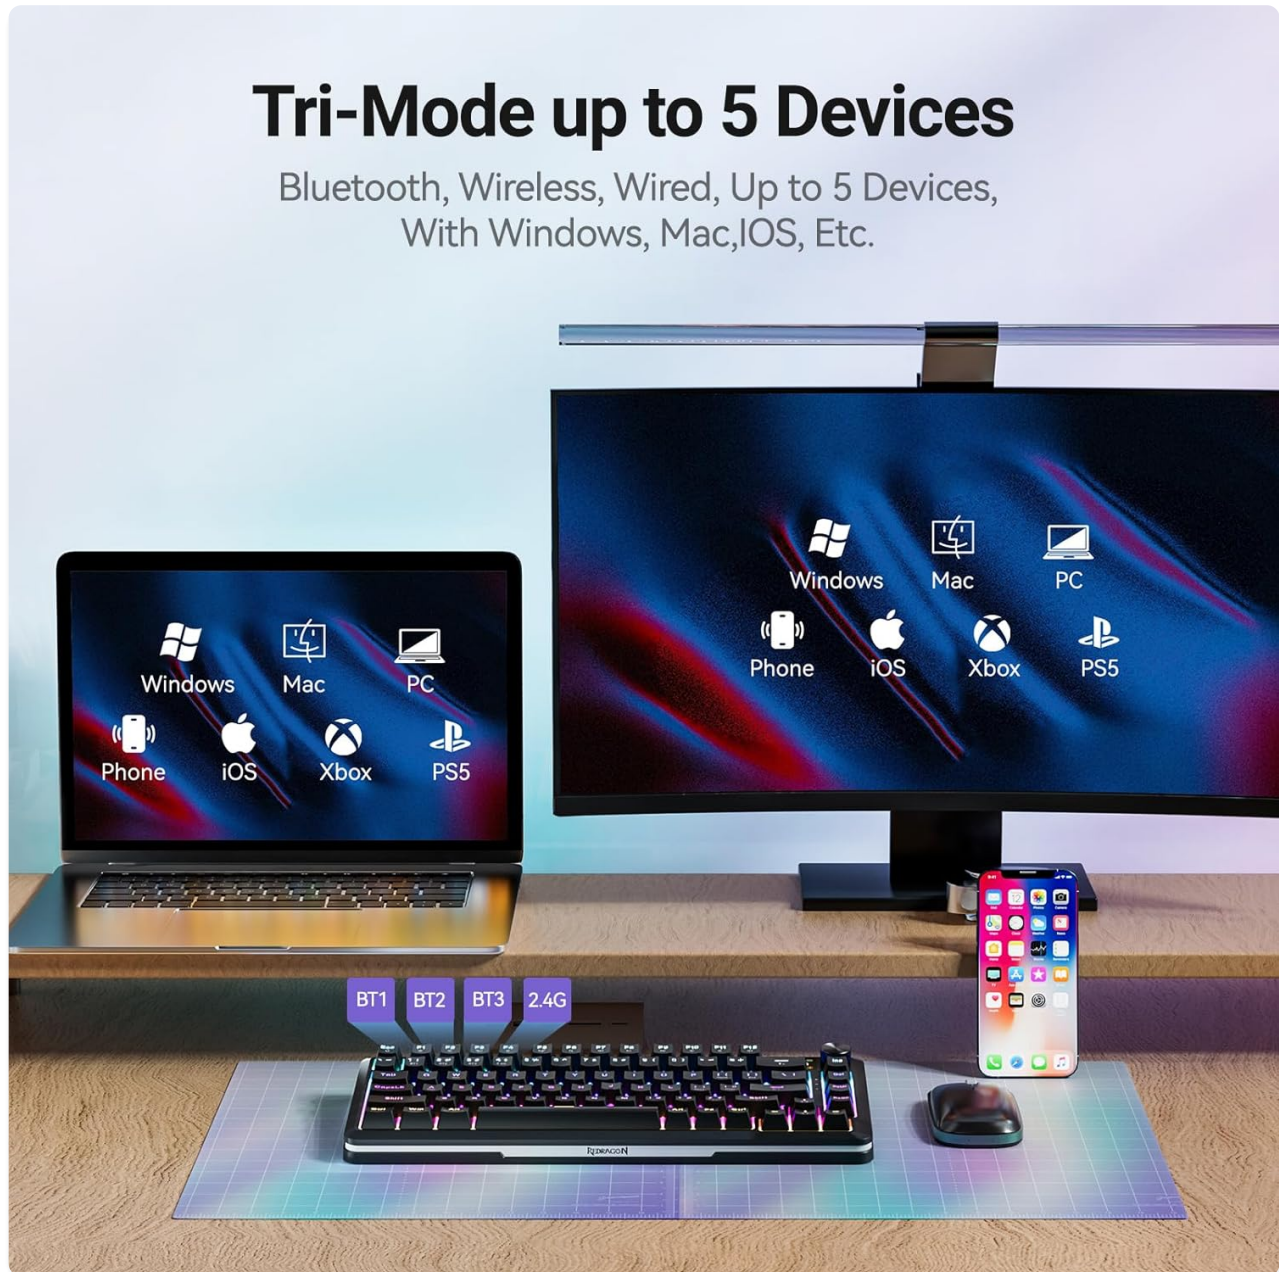 Tri-Mode up to 5 Devices
Bluetooth, Wireless, Wired, Up to 5 Devices,
With Windows, Mac,IOS, Etc.
Windows Mac PC
Phone iOS Xbox PS5
Windows Mac PC
Phone iOS Xbox PS5
BT1 BT2 BT3 2.4G
REDRAGON